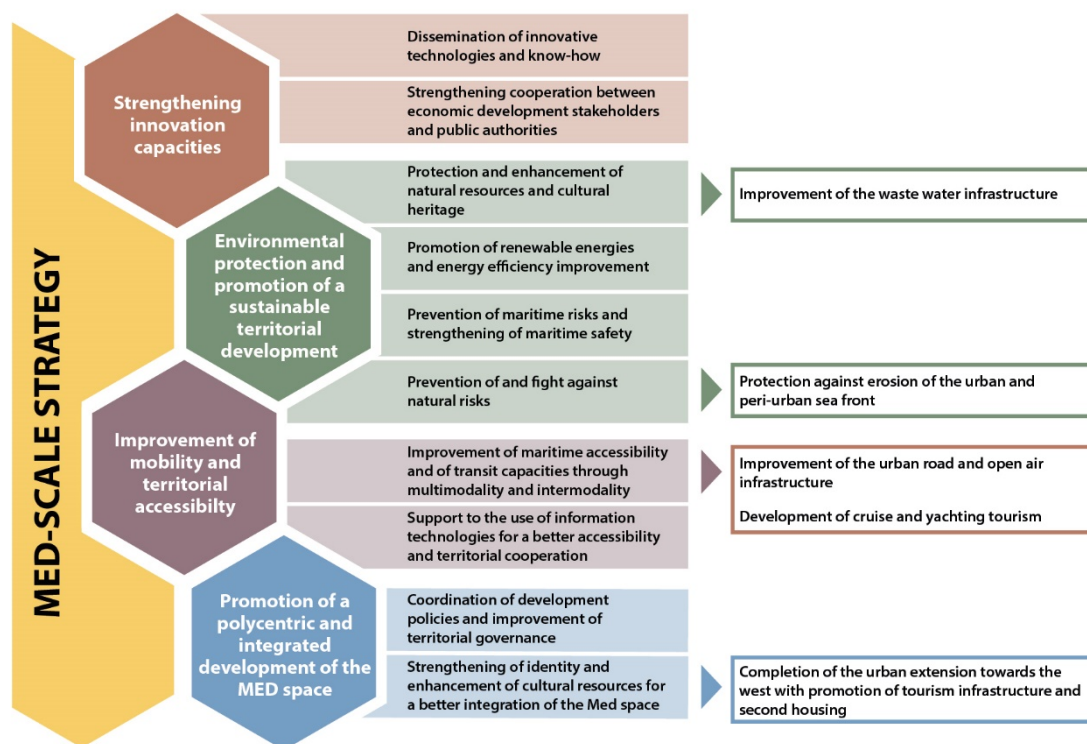 MED-SCALE STRATEGY
Strengthening
innovation
capacities
Dissemination of innovative
technologies and know-how
Strengthening cooperation between
economic development stakeholders
and public authorities
Environmental
protection and
promotion of a
sustainable
territorial
development
Protection and enhancement of
natural resources and cultural
heritage
Improvement of the waste water infrastructure
Promotion of renewable energies
and energy efficiency improvement
Prevention of maritime risks and
strengthening of maritime safety
Prevention of and fight against
natural risks
Protection against erosion of the urban and
peri-urban sea front
Improvement of
mobility and
territorial
accessibilty
Improvement of maritime accessibility
and of transit capacities through
multimodality and intermodality
Improvement of the urban road and open air
infrastructure
Development of cruise and yachting tourism
Support to the use of information
technologies for a better accessibility
and territorial cooperation
Promotion of a
polycentric and
integrated
development of the
MED space
Coordination of development
policies and improvement of
territorial governance
Strengthening of identity and
enhancement of cultural resources for
a better integration of the Med space
Completion of the urban extension towards the
west with promotion of tourism infrastructure and
second housing